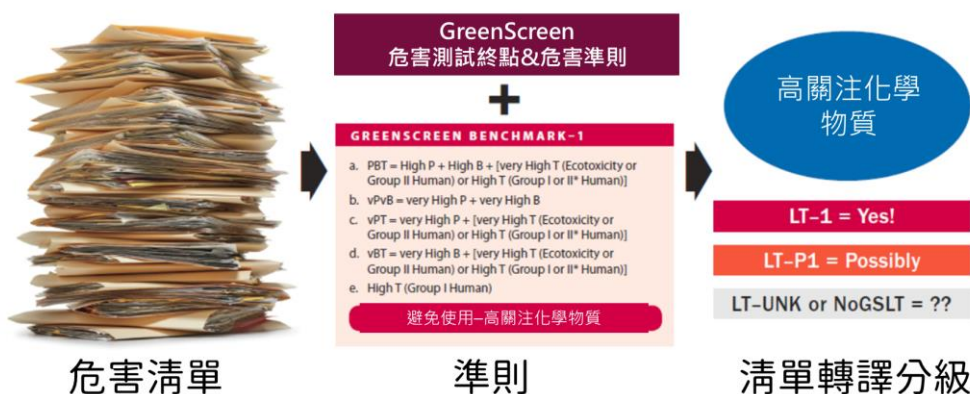 GreenScreen
危害測試終點&危害準則
+
GREENSCREEN BENCHMARK–1
a. PBT = High P + High B + [very High T (Ecotoxicity or
Group II Human) or High T (Group I or II* Human)]
b. vPvB = very High P + very High B
c. vPT = very High P + [very High T (Ecotoxicity or
Group II Human) or High T (Group I or II* Human)]
d. vBT = very High B + [very High T (Ecotoxicity or
Group II Human) or High T (Group I or II* Human)]
e. High T (Group I Human)
避免使用–高關注化學物質
高關注化學
物質
LT–1 = Yes!
LT–P1 = Possibly
LT–UNK or NoGSLT = ??
危害清單
準則
清單轉譯分級